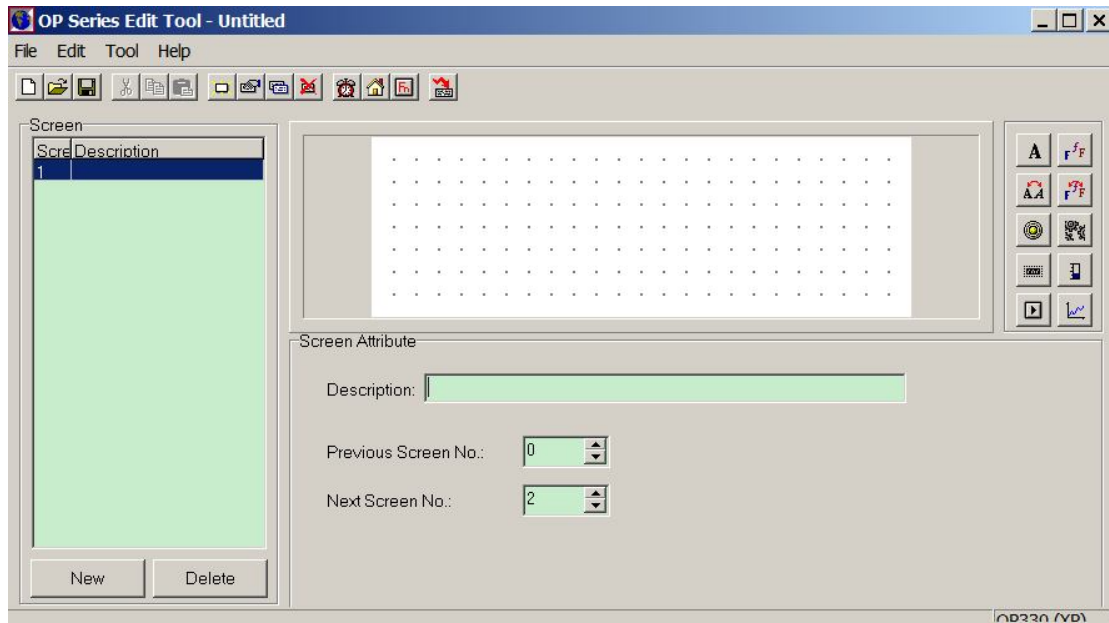 OP Series Edit Tool - Untitled
File Edit Tool Help
Fn
Screen
Scre Description
1
A F f F
A A F F F
Screen Attribute
Description:
Previous Screen No.: 0
Next Screen No.: 2
New Delete
OP330 (XP)